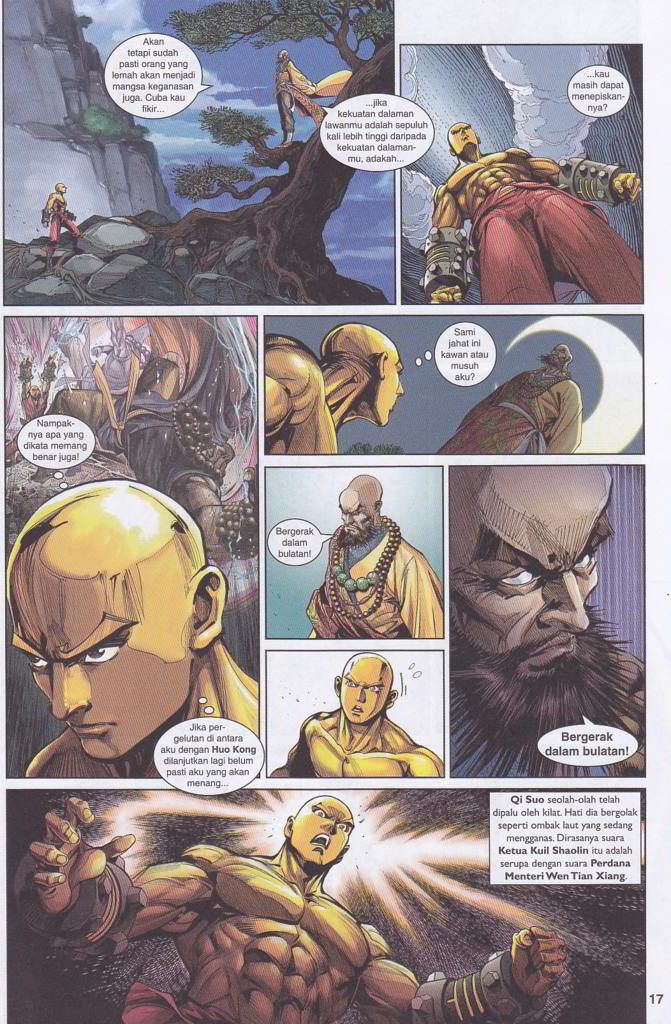 Akan
tetapi sudah
pasti orang yang
lemah akan menjadi
mangsa keganasan
juga. Cuba kau
fikir...
...jika
kekuatan dalaman
lawanmu adalah sepuluh
kali lebih tinggi daripada
kekuatan dalaman-
mu, adakah...
...kau
masih dapat
menepiskan-
nya?
Nampak-
nya apa yang
dikata memang
benar juga!
Jika per-
gelutan di antara
aku dengan Huo Kong
dilanjutkan lagi belum
pasti aku yang akan
menang...
Sami
jahat ini
kawan atau
musuh
aku?
Bergerak
dalam
bulatan!
Bergerak
dalam bulatan!
Qi Suo seolah-olah telah
dipalu oleh kilat. Hati dia bergolak
seperti ombak laut yang sedang
mengganas. Dirasanya suara
Ketua Kuil Shaolin itu adalah
serupa dengan suara Perdana
Menteri Wen Tian Xiang.
17